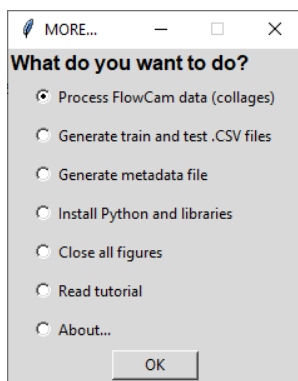 MORE...
What do you want to do?
Process FlowCam data (collages)
Generate train and test .CSV files
Generate metadata file
Install Python and libraries
Close all figures
Read tutorial
About...
OK